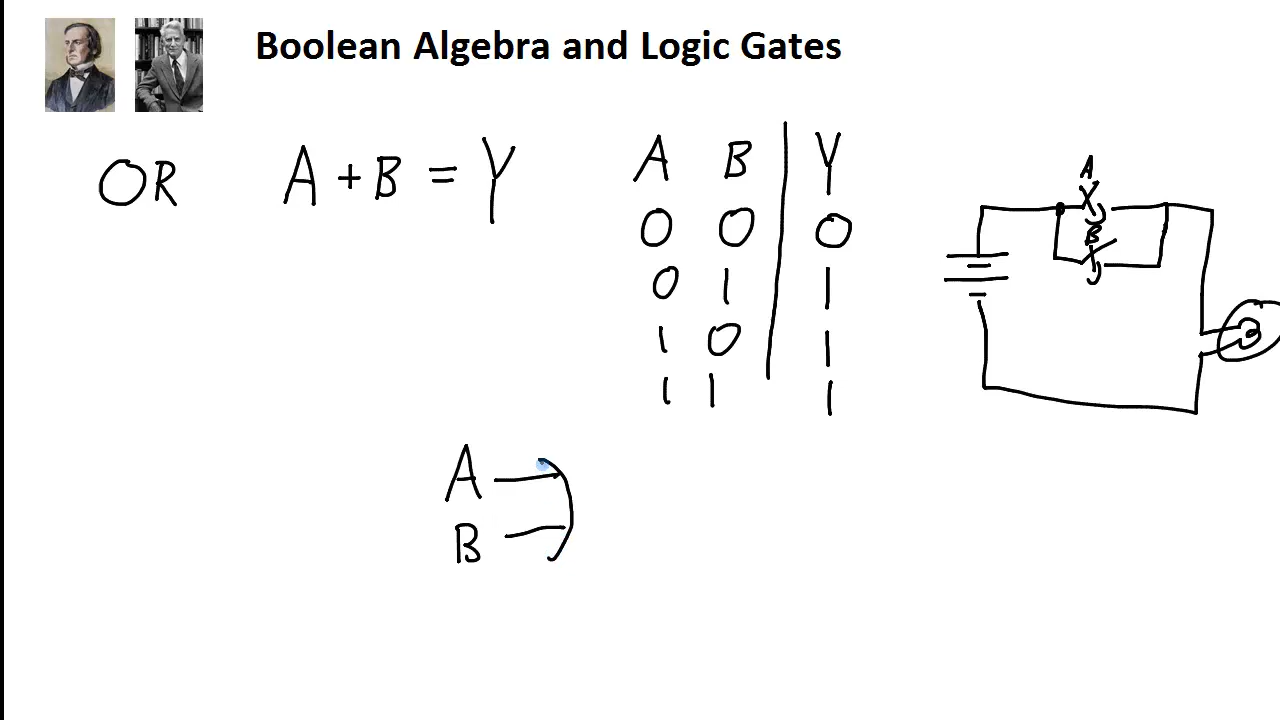 Boolean Algebra and Logic Gates
OR A + B = Y
A B Y
0 0 0
0 1 1
1 0 1
1 1 1
A
B
A
B